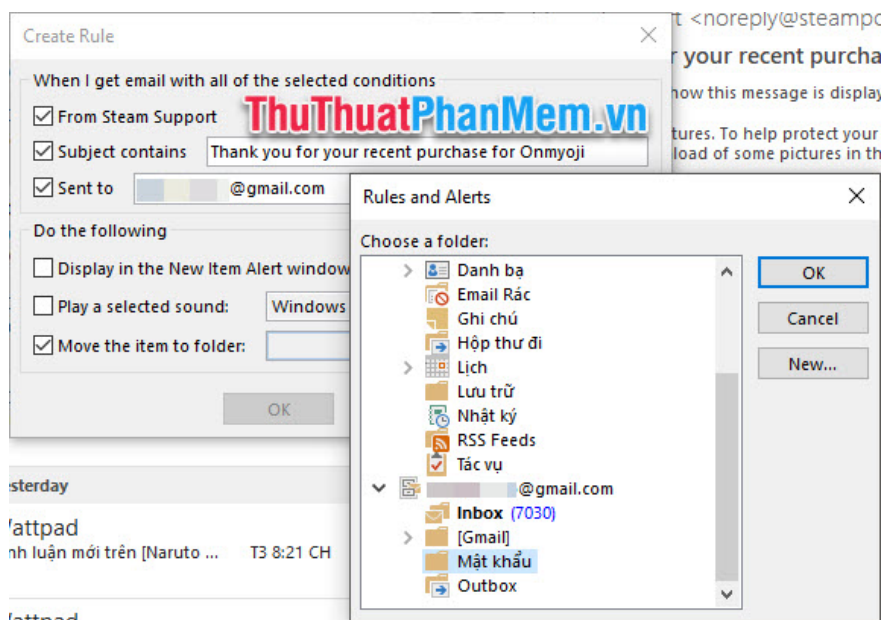 Create Rule
When I get email with all of the selected conditions
From Steam Support
Subject contains Thank you for your recent purchase for Onmyoji
Sent to @gmail.com
Do the following
Display in the New Item Alert window
Play a selected sound: Windows
Move the item to folder:
OK
ThuThuatPhanMem.vn
<noreply@steampo
your recent purcha
how this message is display
tures. To help protect your
load of some pictures in th
Rules and Alerts
Choose a folder:
Danh bạ
Email Rác
Ghi chú
Hộp thư đi
Lịch
Lưu trữ
Nhật ký
RSS Feeds
Tác vụ
@gmail.com
Inbox (7030)
[Gmail]
Mật khẩu
Outbox
OK
Cancel
New...
sterday
attpad
nh luận mới trên [Naruto ... T3 8:21 CH